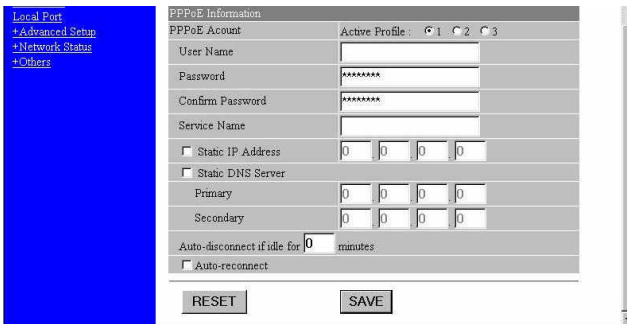 Local Port
+Advanced Setup
+Network Status
+Others
PPPoE Information
PPPoE Acount Active Profile : 1 2 3
User Name
Password ********
Confirm Password ********
Service Name
Static IP Address 0 . 0 . 0 . 0
Static DNS Server
Primary 0 . 0 . 0 . 0
Secondary 0 . 0 . 0 . 0
Auto-disconnect if idle for 0 minutes
Auto-reconnect
RESET SAVE